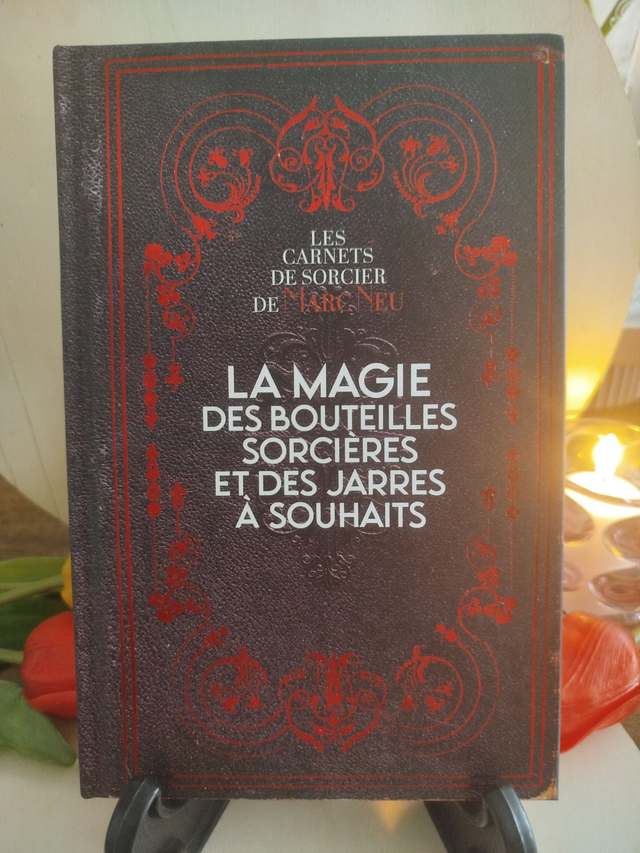 LES
CARNETS
DE SORCIER
DE MARC NEU
LA MAGIE
DES BOUTEILLES
SORCIÈRES
ET DES JARRES
À SOUHAITS